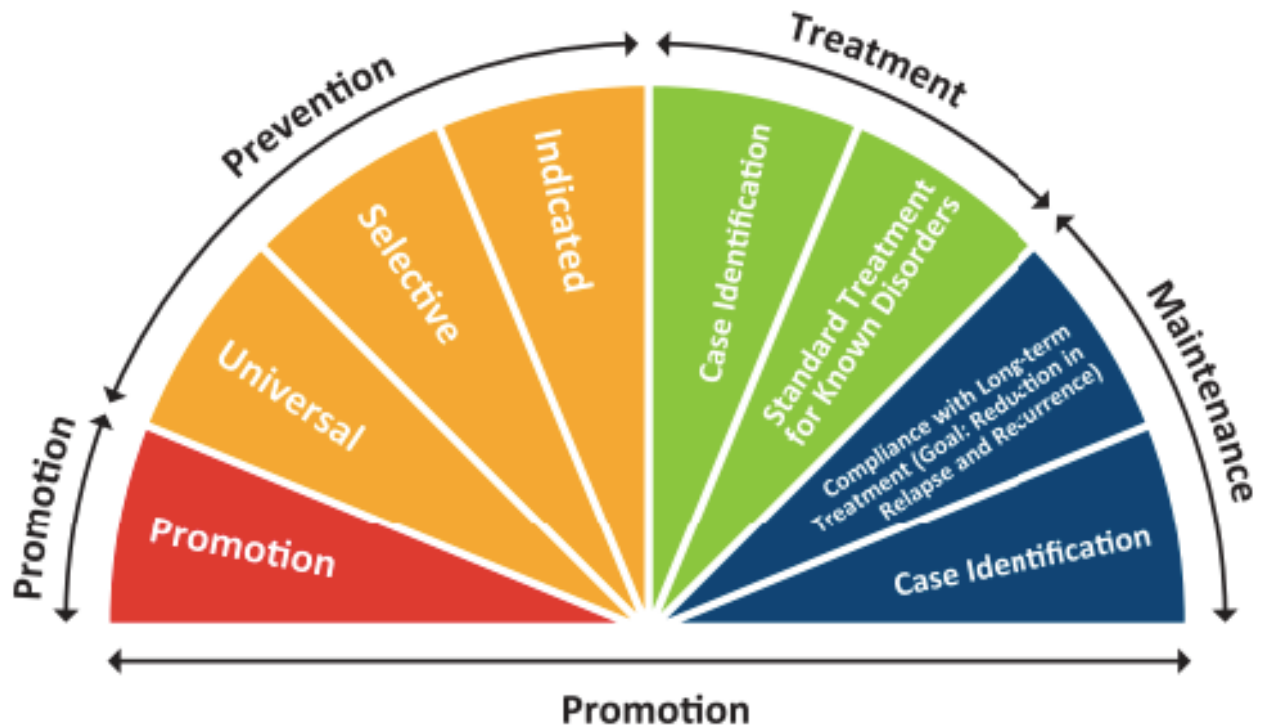 Prevention
Treatment
Promotion
Maintenance
Promotion
Universal
Selective
Indicated
Case Identification
Standard Treatment
for Known Disorders
Compliance with Long-term
Treatment (Goal: Reduction in
Relapse and Recurrence)
Case Identification
Promotion